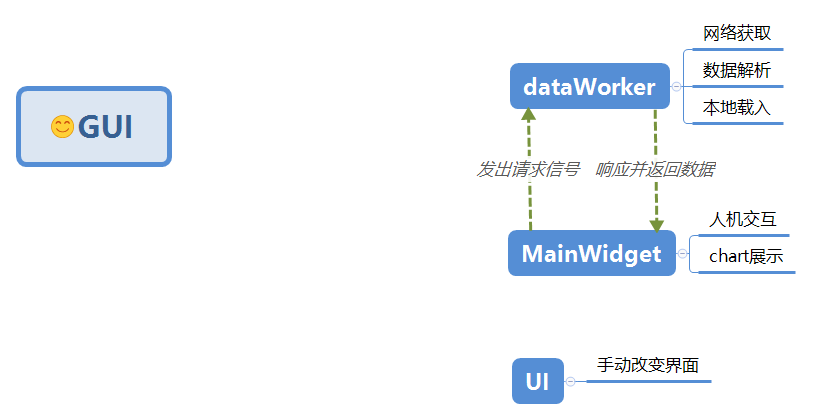 GUI
dataWorker
网络获取
数据解析
本地载入
发出请求信号
响应并返回数据
MainWidget
人机交互
chart展示
UI
手动改变界面